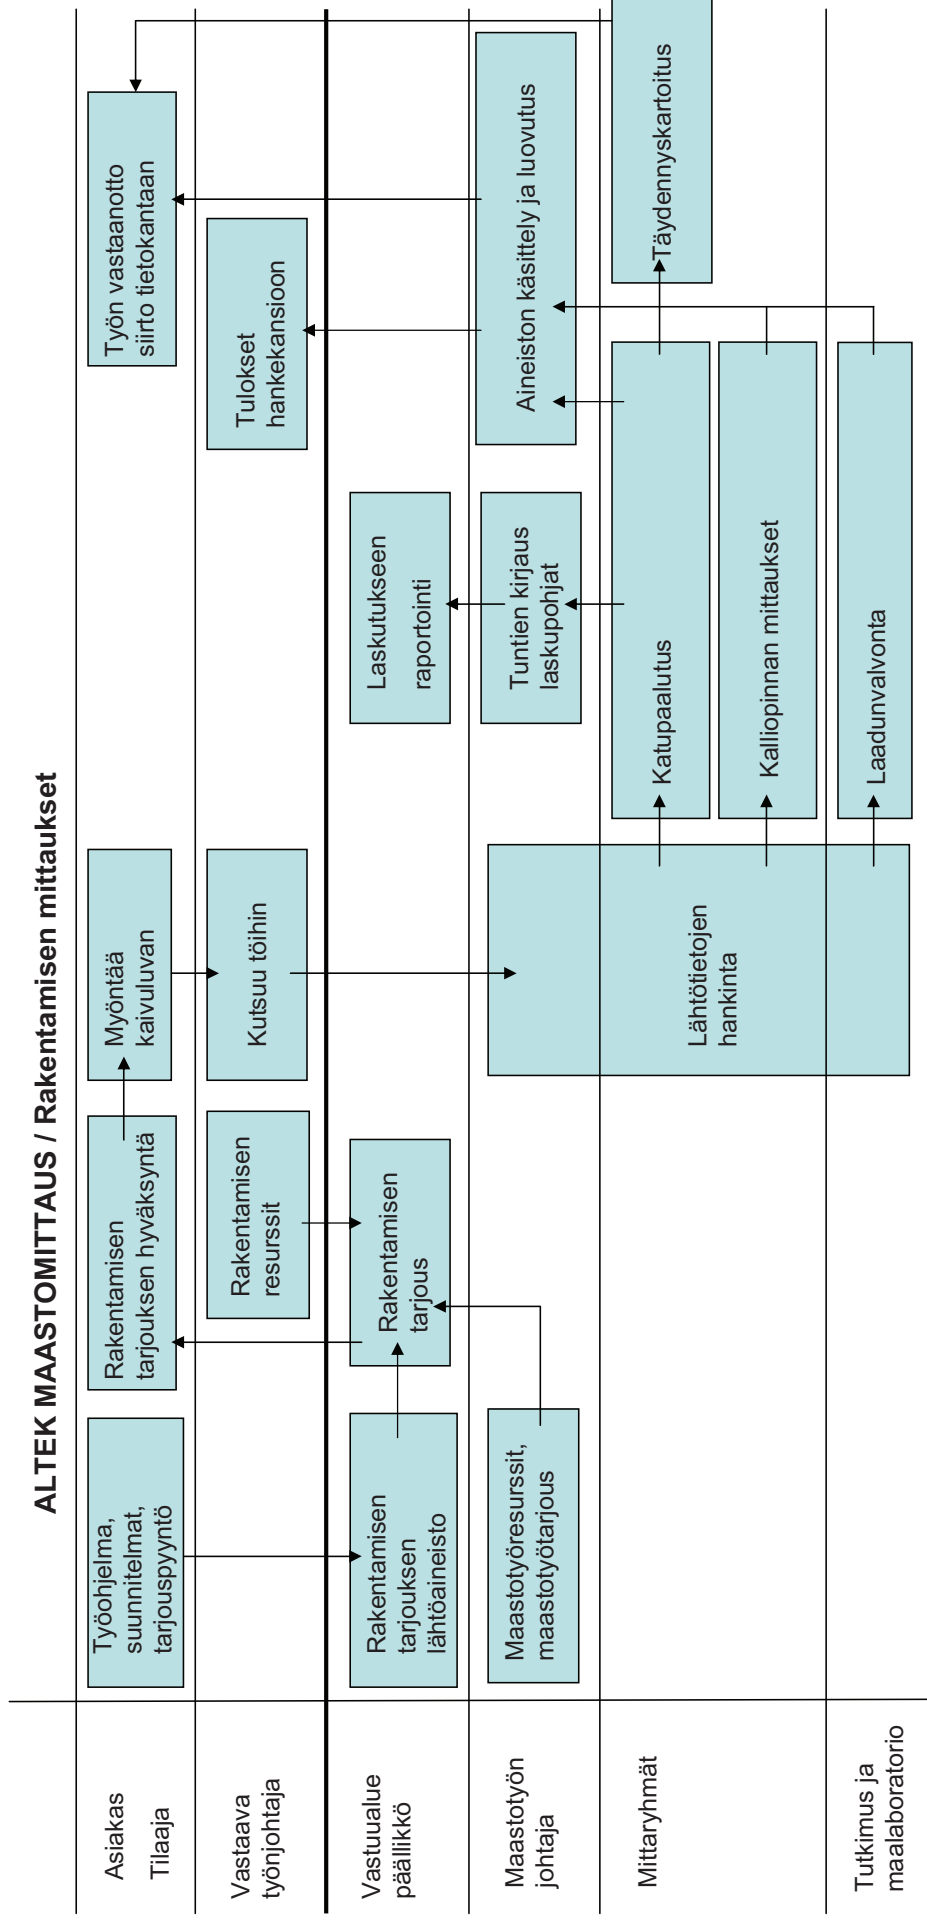 ALTEK MAASTOMITTAUS / Rakentamisen mittaukset
Asiakas
Tilaaja
Työohjelma,
suunnitelmat,
tarjouspyyntö
Rakentamisen
tarjouksen hyväksyntä
Myöntää
kaivuluvan
Työn vastaanotto
siirto tietokantaan
Vastaava
työnjohtaja
Rakentamisen
resurssit
Kutsuu töihin
Tulokset
hankekansioon
Vastuualue
päällikkö
Rakentamisen
tarjouksen
lähtöaineisto
Rakentamisen
tarjous
Laskutukseen
raportointi
Maastotyön
johtaja
Maastotyöresurssit,
maastotyötarjous
Tuntien kirjaus
laskupohjat
Aineiston käsittely ja luovutus
Mittaryhmät
Lähtötietojen
hankinta
Katupaalutus
Täydennyskartoitus
Kalliopinnan mittaukset
Tutkimus ja
maalaboratorio
Laadunvalvonta